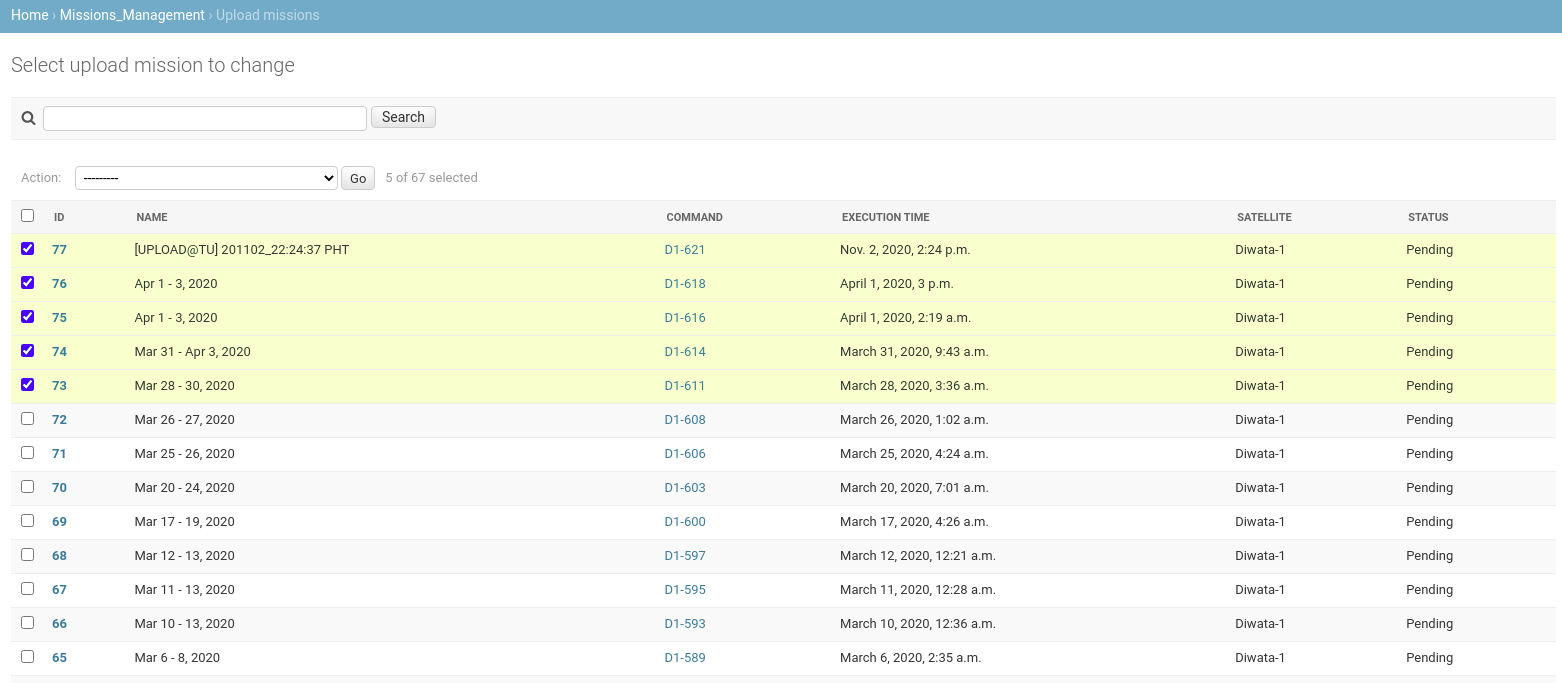 Home › Missions_Management › Upload missions
Select upload mission to change
Search
Action: --------- Go 5 of 67 selected
ID NAME COMMAND EXECUTION TIME SATELLITE STATUS
77 [UPLOAD@TU] 201102_22:24:37 PHT D1-621 Nov. 2, 2020, 2:24 p.m. Diwata-1 Pending
76 Apr 1 - 3, 2020 D1-618 April 1, 2020, 3 p.m. Diwata-1 Pending
75 Apr 1 - 3, 2020 D1-616 April 1, 2020, 2:19 a.m. Diwata-1 Pending
74 Mar 31 - Apr 3, 2020 D1-614 March 31, 2020, 9:43 a.m. Diwata-1 Pending
73 Mar 28 - 30, 2020 D1-611 March 28, 2020, 3:36 a.m. Diwata-1 Pending
72 Mar 26 - 27, 2020 D1-608 March 26, 2020, 1:02 a.m. Diwata-1 Pending
71 Mar 25 - 26, 2020 D1-606 March 25, 2020, 4:24 a.m. Diwata-1 Pending
70 Mar 20 - 24, 2020 D1-603 March 20, 2020, 7:01 a.m. Diwata-1 Pending
69 Mar 17 - 19, 2020 D1-600 March 17, 2020, 4:26 a.m. Diwata-1 Pending
68 Mar 12 - 13, 2020 D1-597 March 12, 2020, 12:21 a.m. Diwata-1 Pending
67 Mar 11 - 13, 2020 D1-595 March 11, 2020, 12:28 a.m. Diwata-1 Pending
66 Mar 10 - 13, 2020 D1-593 March 10, 2020, 12:36 a.m. Diwata-1 Pending
65 Mar 6 - 8, 2020 D1-589 March 6, 2020, 2:35 a.m. Diwata-1 Pending